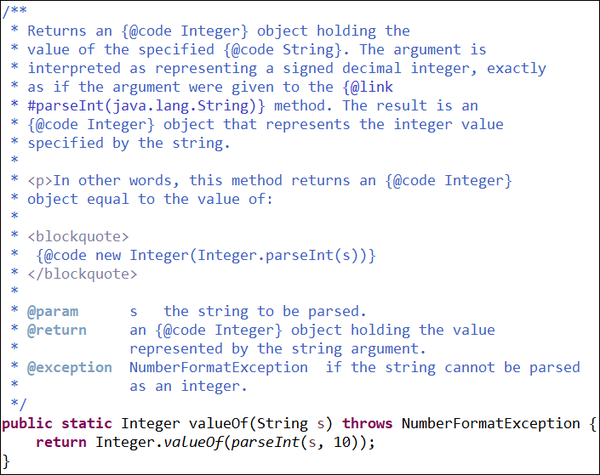 /**
 * Returns an {@code Integer} object holding the
 * value of the specified {@code String}. The argument is
 * interpreted as representing a signed decimal integer, exactly
 * as if the argument were given to the {@link
 * #parseInt(java.lang.String)} method. The result is an
 * {@code Integer} object that represents the integer value
 * specified by the string.
 *
 * <p>In other words, this method returns an {@code Integer}
 * object equal to the value of:
 *
 * <blockquote>
 *  {@code new Integer(Integer.parseInt(s))}
 * </blockquote>
 *
 * @param      s   the string to be parsed.
 * @return     an {@code Integer} object holding the value
 *             represented by the string argument.
 * @exception  NumberFormatException  if the string cannot be parsed
 *             as an integer.
 */
public static Integer valueOf(String s) throws NumberFormatException {
    return Integer.valueOf(parseInt(s, 10));
}